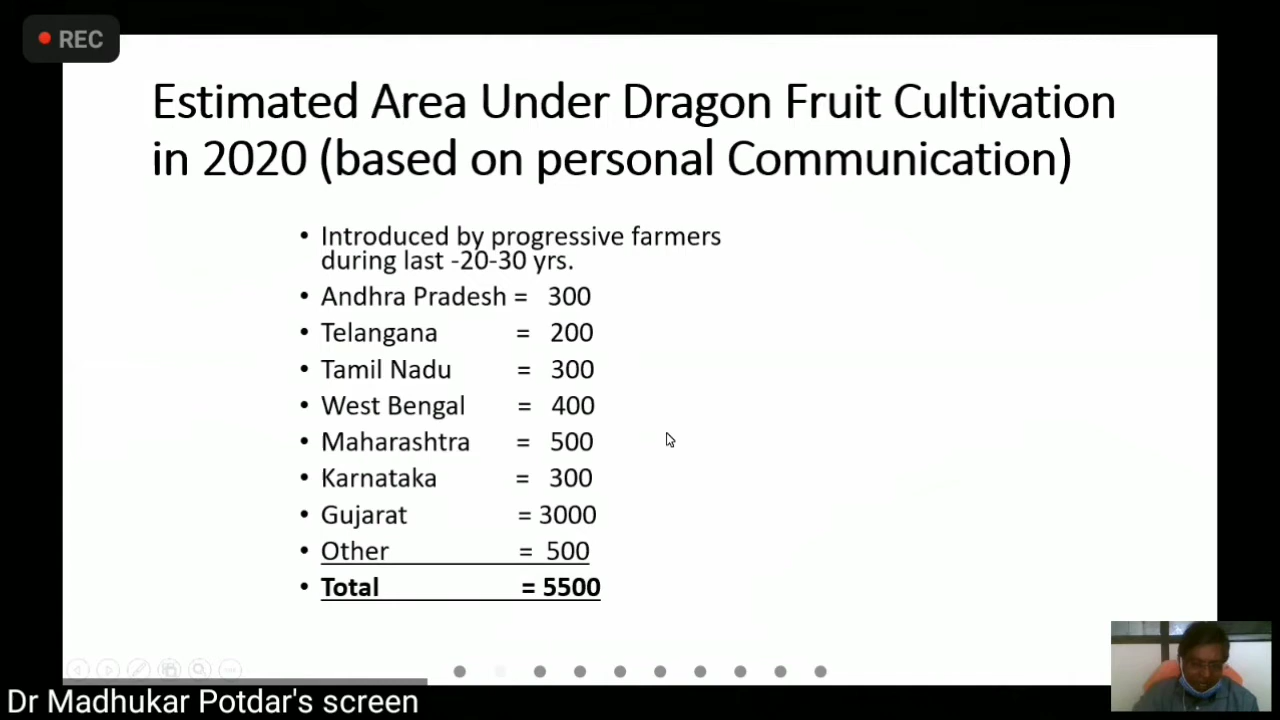 REC
Estimated Area Under Dragon Fruit Cultivation
in 2020 (based on personal Communication)
• Introduced by progressive farmers
during last -20-30 yrs.
• Andhra Pradesh = 300
• Telangana = 200
• Tamil Nadu = 300
• West Bengal = 400
• Maharashtra = 500
• Karnataka = 300
• Gujarat = 3000
• Other = 500
• Total = 5500
Dr Madhukar Potdar's screen